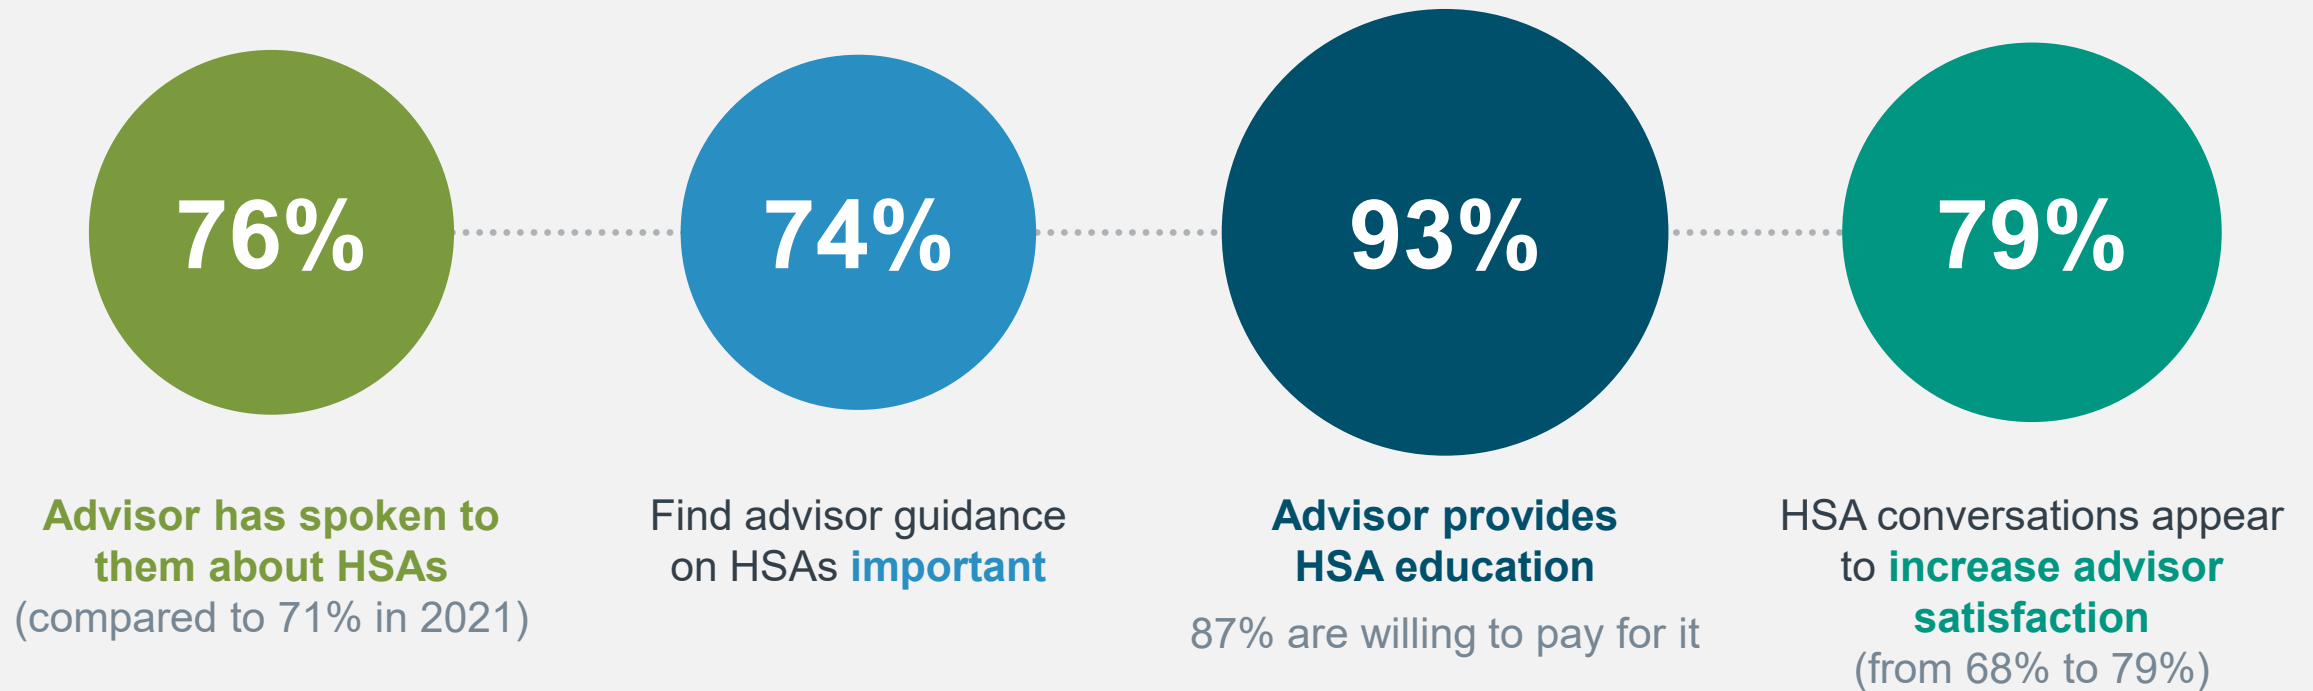 76%
Advisor has spoken to
them about HSAs
(compared to 71% in 2021)
74%
Find advisor guidance
on HSAs important
93%
Advisor provides
HSA education
87% are willing to pay for it
79%
HSA conversations appear
to increase advisor
satisfaction
(from 68% to 79%)